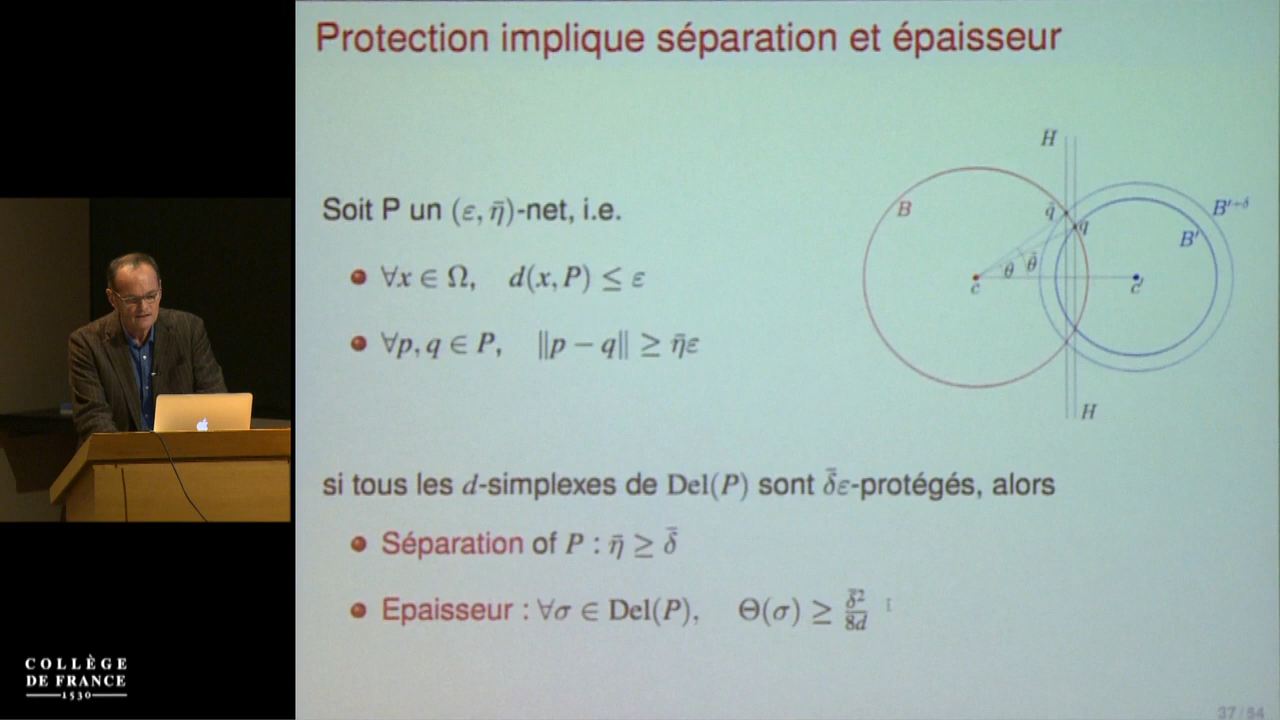 Protection implique séparation et épaisseur
Soit P un (ε, η̄)-net, i.e.
∀x ∈ Ω, d(x, P) ≤ ε
∀p, q ∈ P, ‖p − q‖ ≥ η̄ε
H
B
q̃
q
B'+δ
B'
θ θ̃
c
c'
H
si tous les d-simplexes de Del(P) sont δ̄ε-protégés, alors
Séparation of P : η̄ ≥ δ̄
Epaisseur : ∀σ ∈ Del(P), Θ(σ) ≥ δ̄²/8d
COLLÈGE
DE FRANCE
1530
37 / 54